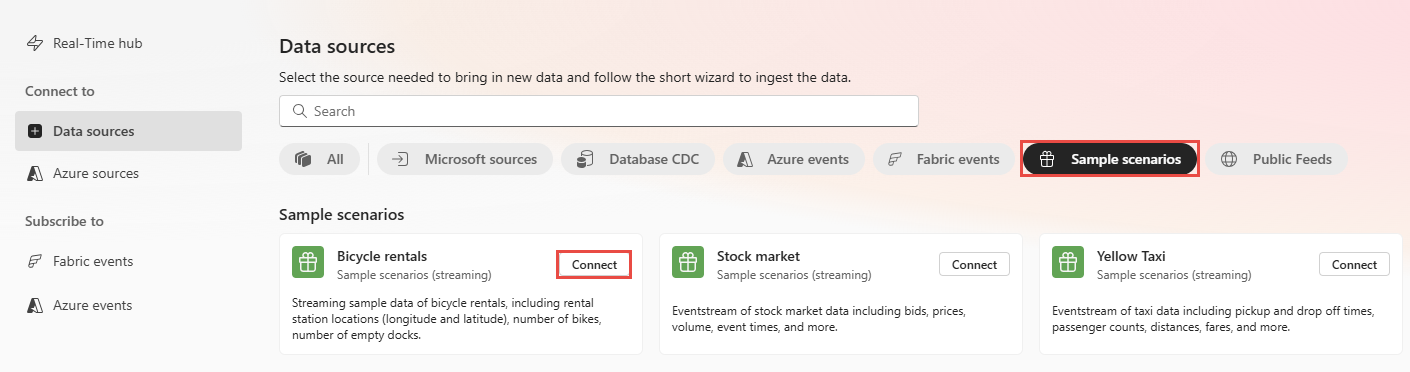 Real-Time hub
Connect to
Data sources
Azure sources
Subscribe to
Fabric events
Azure events
Data sources
Select the source needed to bring in new data and follow the short wizard to ingest the data.
Search
All
Microsoft sources
Database CDC
Azure events
Fabric events
Sample scenarios
Public Feeds
Sample scenarios
Bicycle rentals
Sample scenarios (streaming)
Connect
Streaming sample data of bicycle rentals, including rental
station locations (longitude and latitude), number of bikes,
number of empty docks.
Stock market
Sample scenarios (streaming)
Connect
Eventstream of stock market data including bids, prices,
volume, event times, and more.
Yellow Taxi
Sample scenarios (streaming)
Connect
Eventstream of taxi data including pickup and drop off times,
passenger counts, distances, fares, and more.